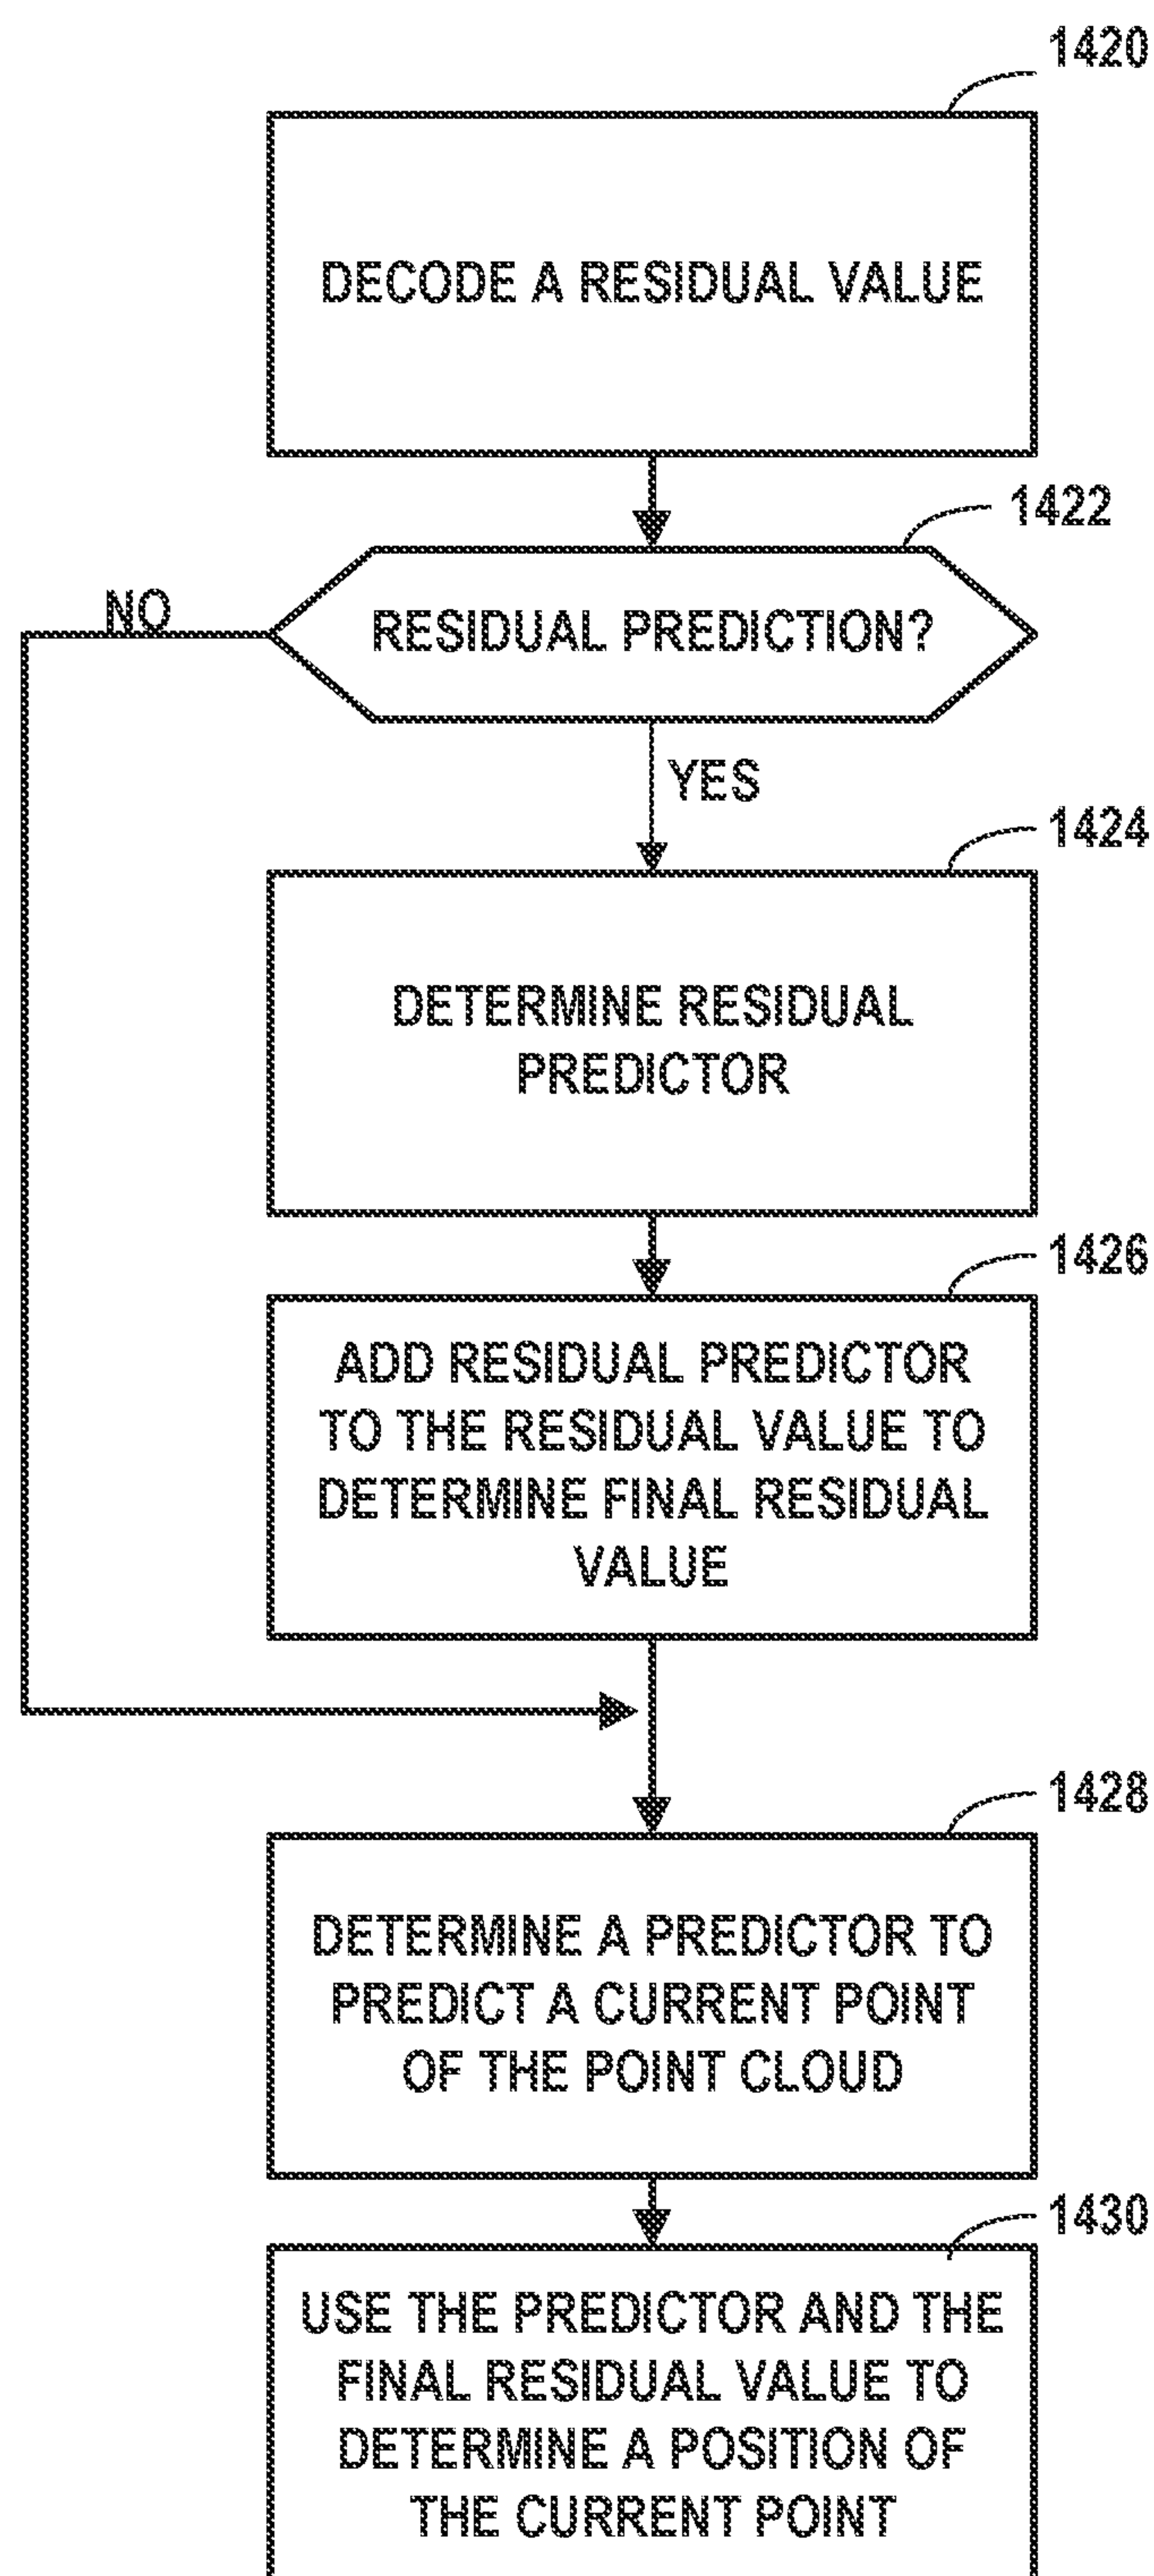 1420
DECODE A RESIDUAL VALUE
1422
NO
RESIDUAL PREDICTION?
YES
1424
DETERMINE RESIDUAL
PREDICTOR
1426
ADD RESIDUAL PREDICTOR
TO THE RESIDUAL VALUE TO
DETERMINE FINAL RESIDUAL
VALUE
1428
DETERMINE A PREDICTOR TO
PREDICT A CURRENT POINT
OF THE POINT CLOUD
1430
USE THE PREDICTOR AND THE
FINAL RESIDUAL VALUE TO
DETERMINE A POSITION OF
THE CURRENT POINT